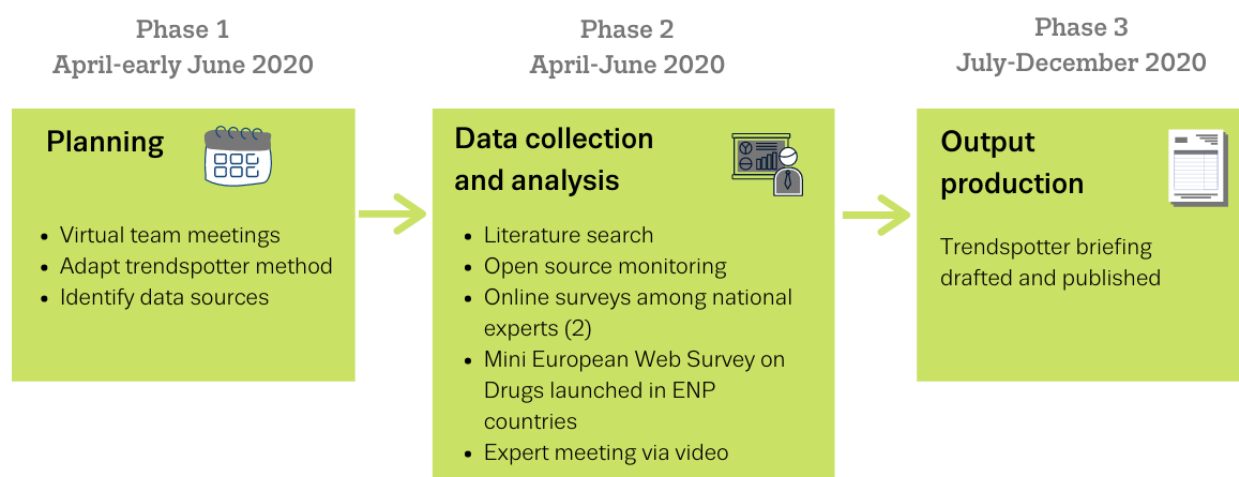 Phase 1
April-early June 2020
Planning
• Virtual team meetings
• Adapt trendspotter method
• Identify data sources
Phase 2
April-June 2020
Data collection
and analysis
• Literature search
• Open source monitoring
• Online surveys among national
experts (2)
• Mini European Web Survey on
Drugs launched in ENP
countries
• Expert meeting via video
Phase 3
July-December 2020
Output
production
Trendspotter briefing
drafted and published